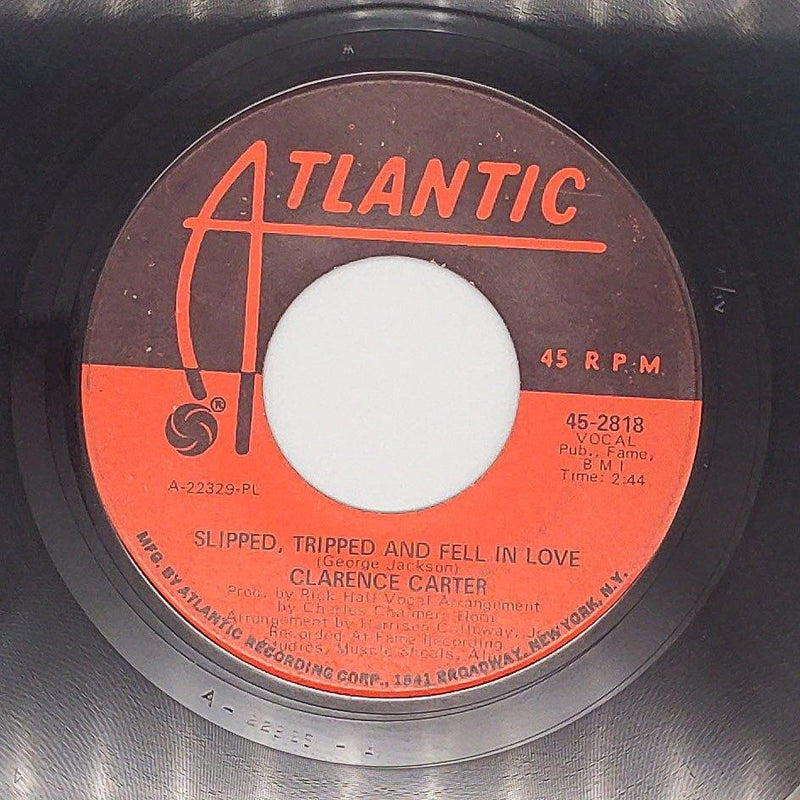 ATLANTIC
®
45 R P M
45-2818
VOCAL
Pub., Fame,
B M I
Time: 2:44
A-22329-PL
SLIPPED, TRIPPED AND FELL IN LOVE
(George Jackson)
CLARENCE CARTER
Prod. by Rick Hall Vocal Arrangement
by Charles Chalmers Horn
Arrangement by Harrison Calloway, Jr.
Recorded At Fame Recording
Studios, Muscle Shoals, Ala.
MFG. BY ATLANTIC RECORDING CORP., 1841 BROADWAY, NEW YORK, N.Y.